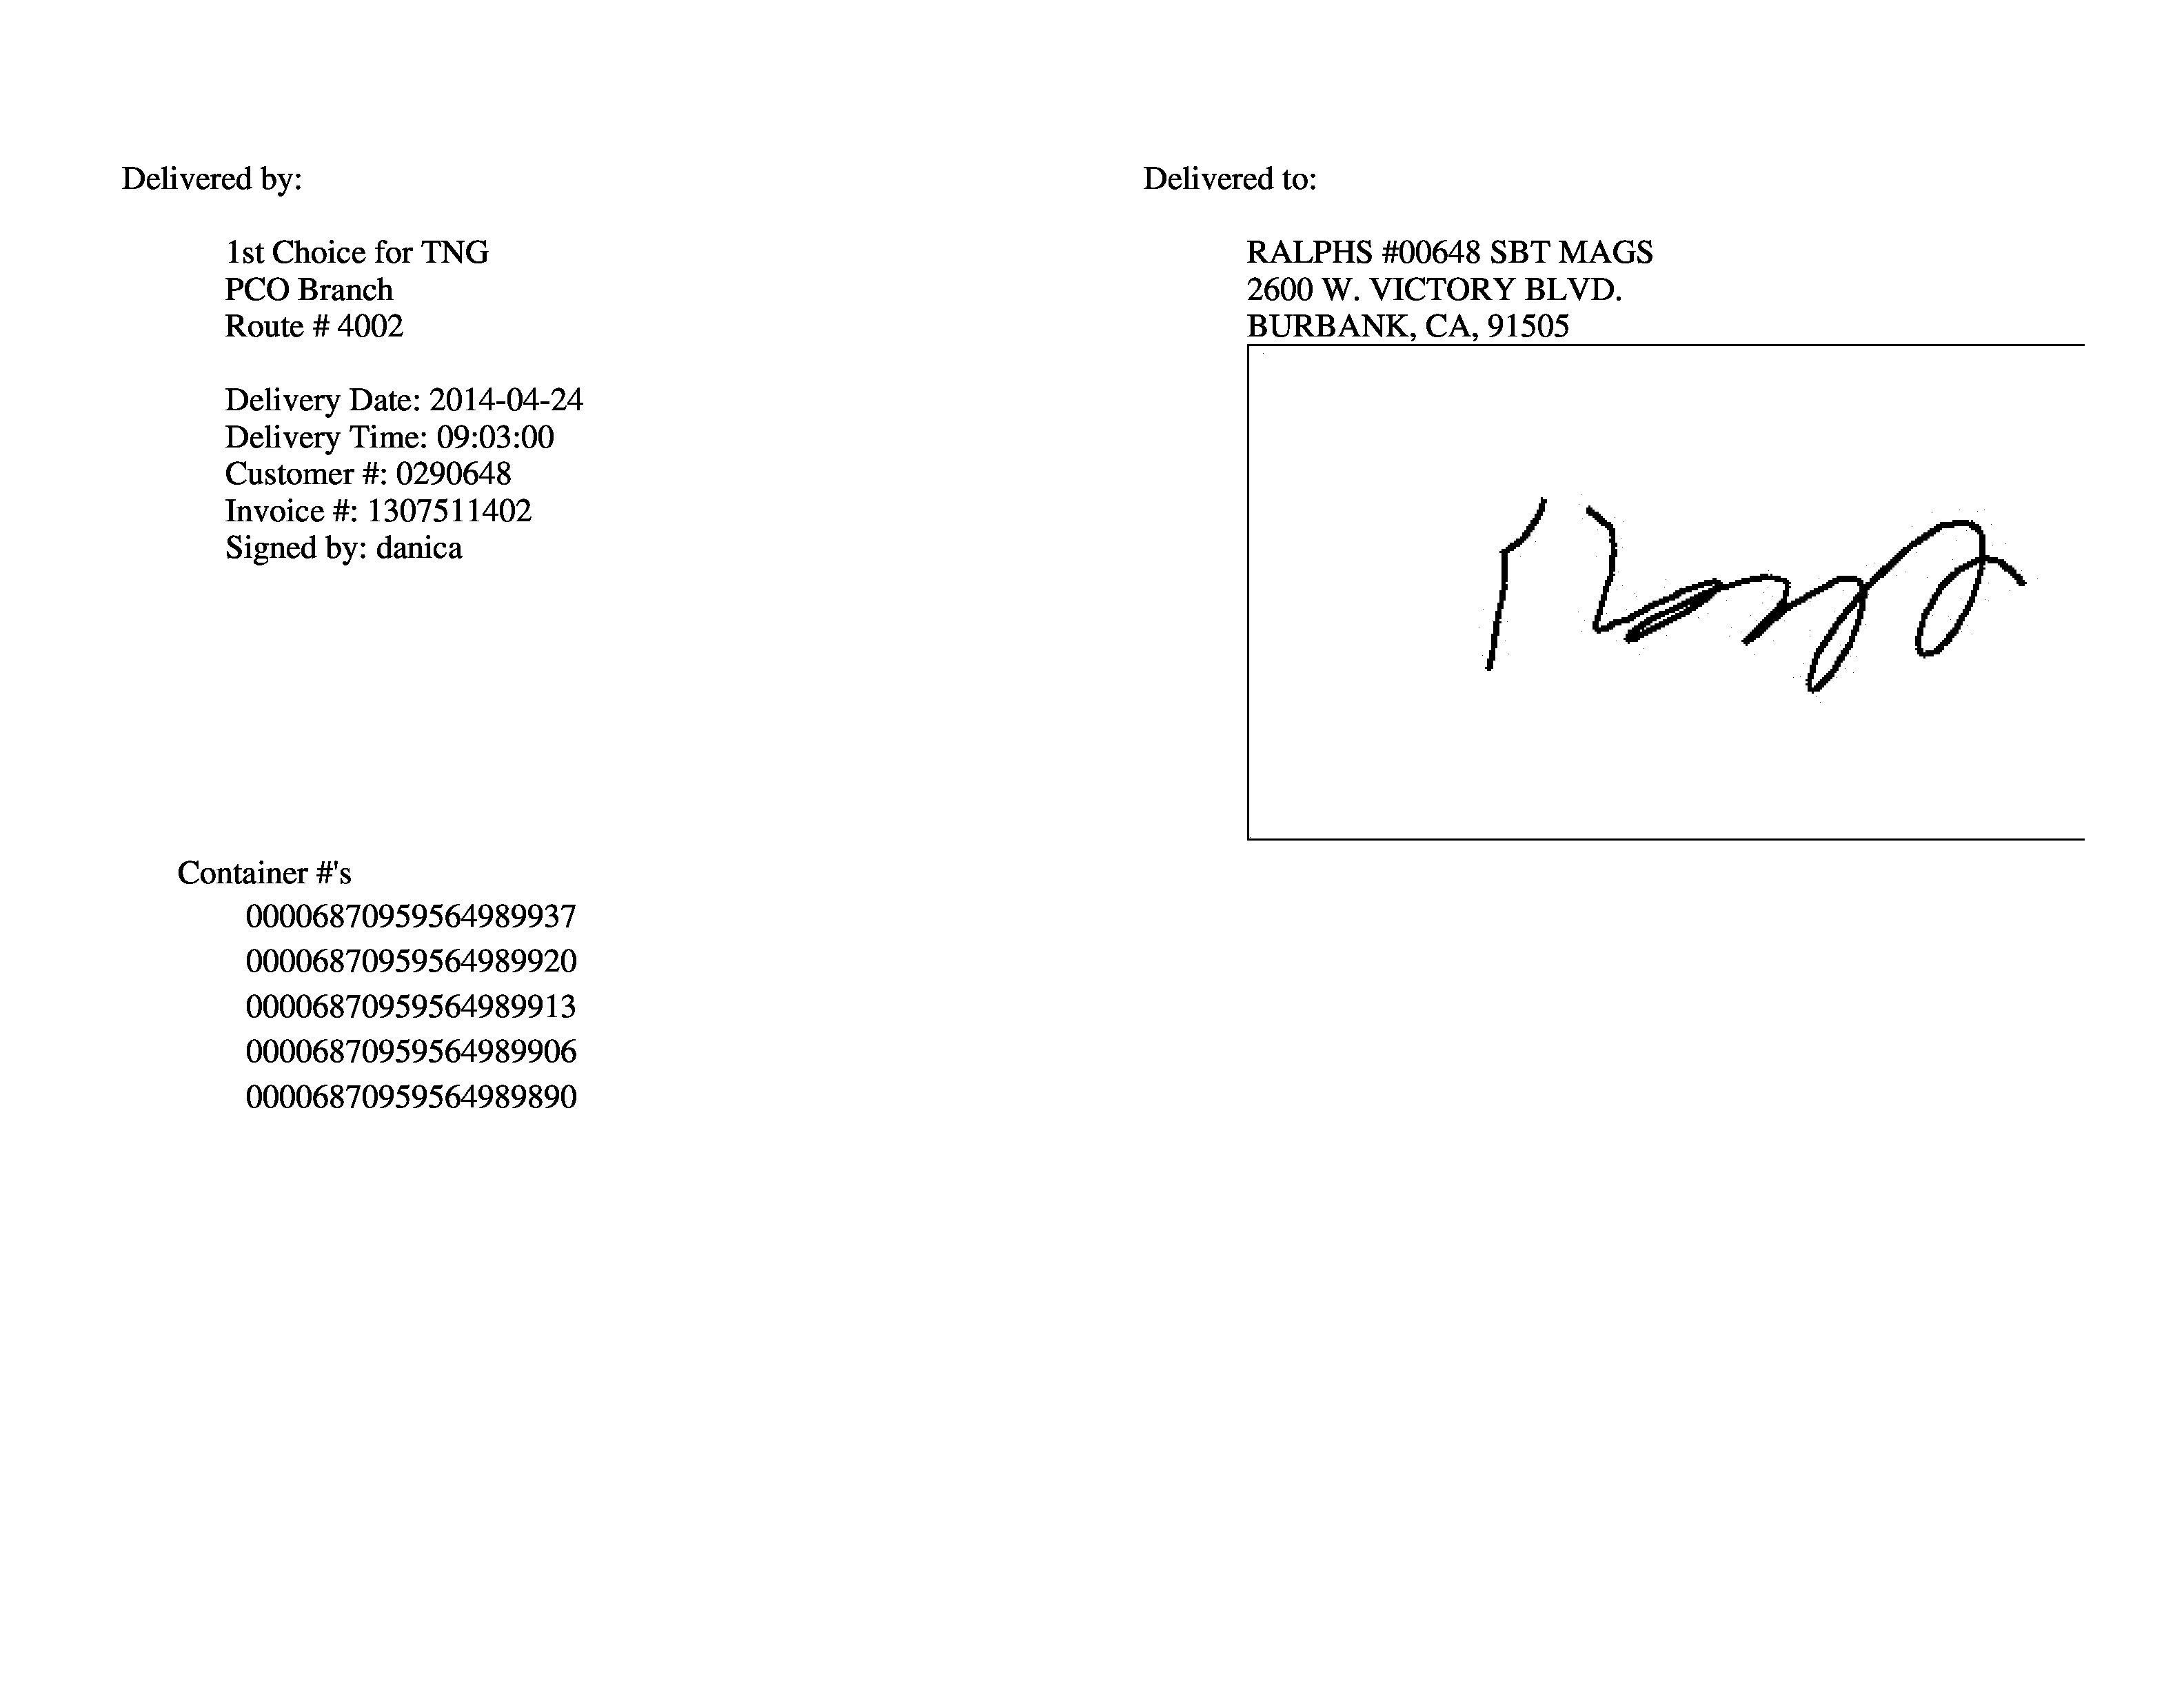 Delivered by:
1st Choice for TNG
PCO Branch
Route # 4002
Delivery Date: 2014-04-24
Delivery Time: 09:03:00
Customer #: 0290648
Invoice #: 1307511402
Signed by: danica
Delivered to:
RALPHS #00648 SBT MAGS
2600 W. VICTORY BLVD.
BURBANK, CA, 91505
Container #'s
00006870959564989937
00006870959564989920
00006870959564989913
00006870959564989906
00006870959564989890